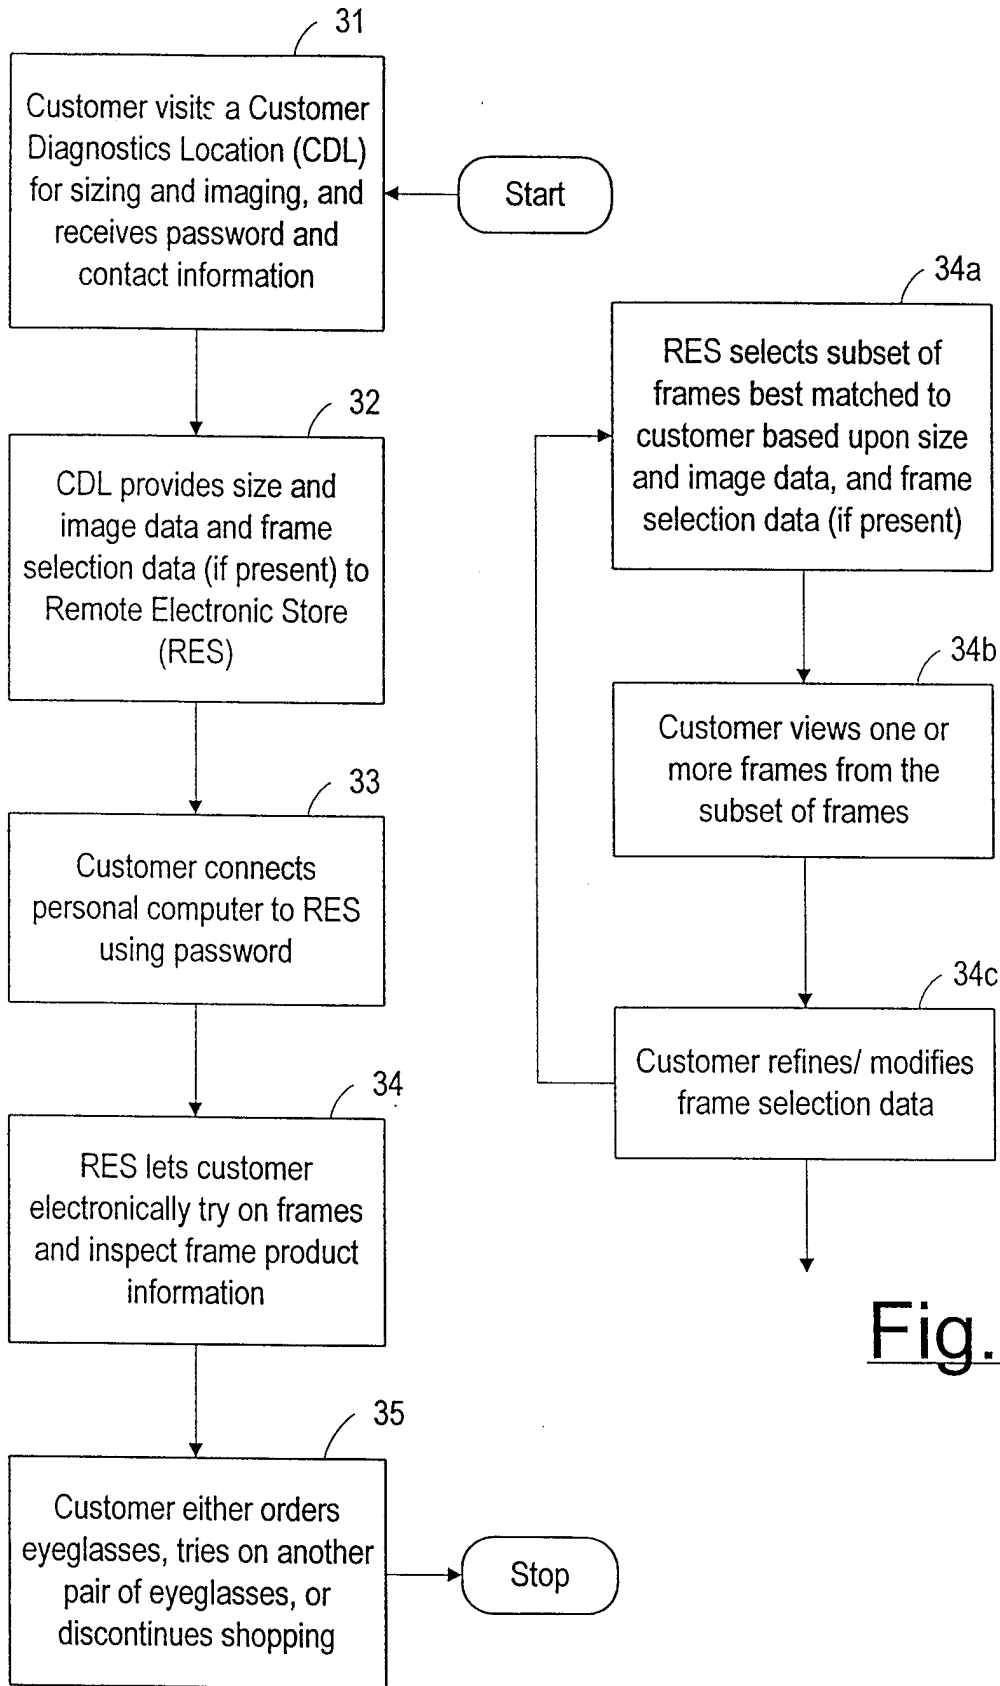 31
Customer visits a Customer
Diagnostics Location (CDL)
for sizing and imaging, and
receives password and
contact information
Start
32
CDL provides size and
image data and frame
selection data (if present) to
Remote Electronic Store
(RES)
33
Customer connects
personal computer to RES
using password
34
RES lets customer
electronically try on frames
and inspect frame product
information
35
Customer either orders
eyeglasses, tries on another
pair of eyeglasses, or
discontinues shopping
Stop
34a
RES selects subset of
frames best matched to
customer based upon size
and image data, and frame
selection data (if present)
34b
Customer views one or
more frames from the
subset of frames
34c
Customer refines/ modifies
frame selection data
Fig.